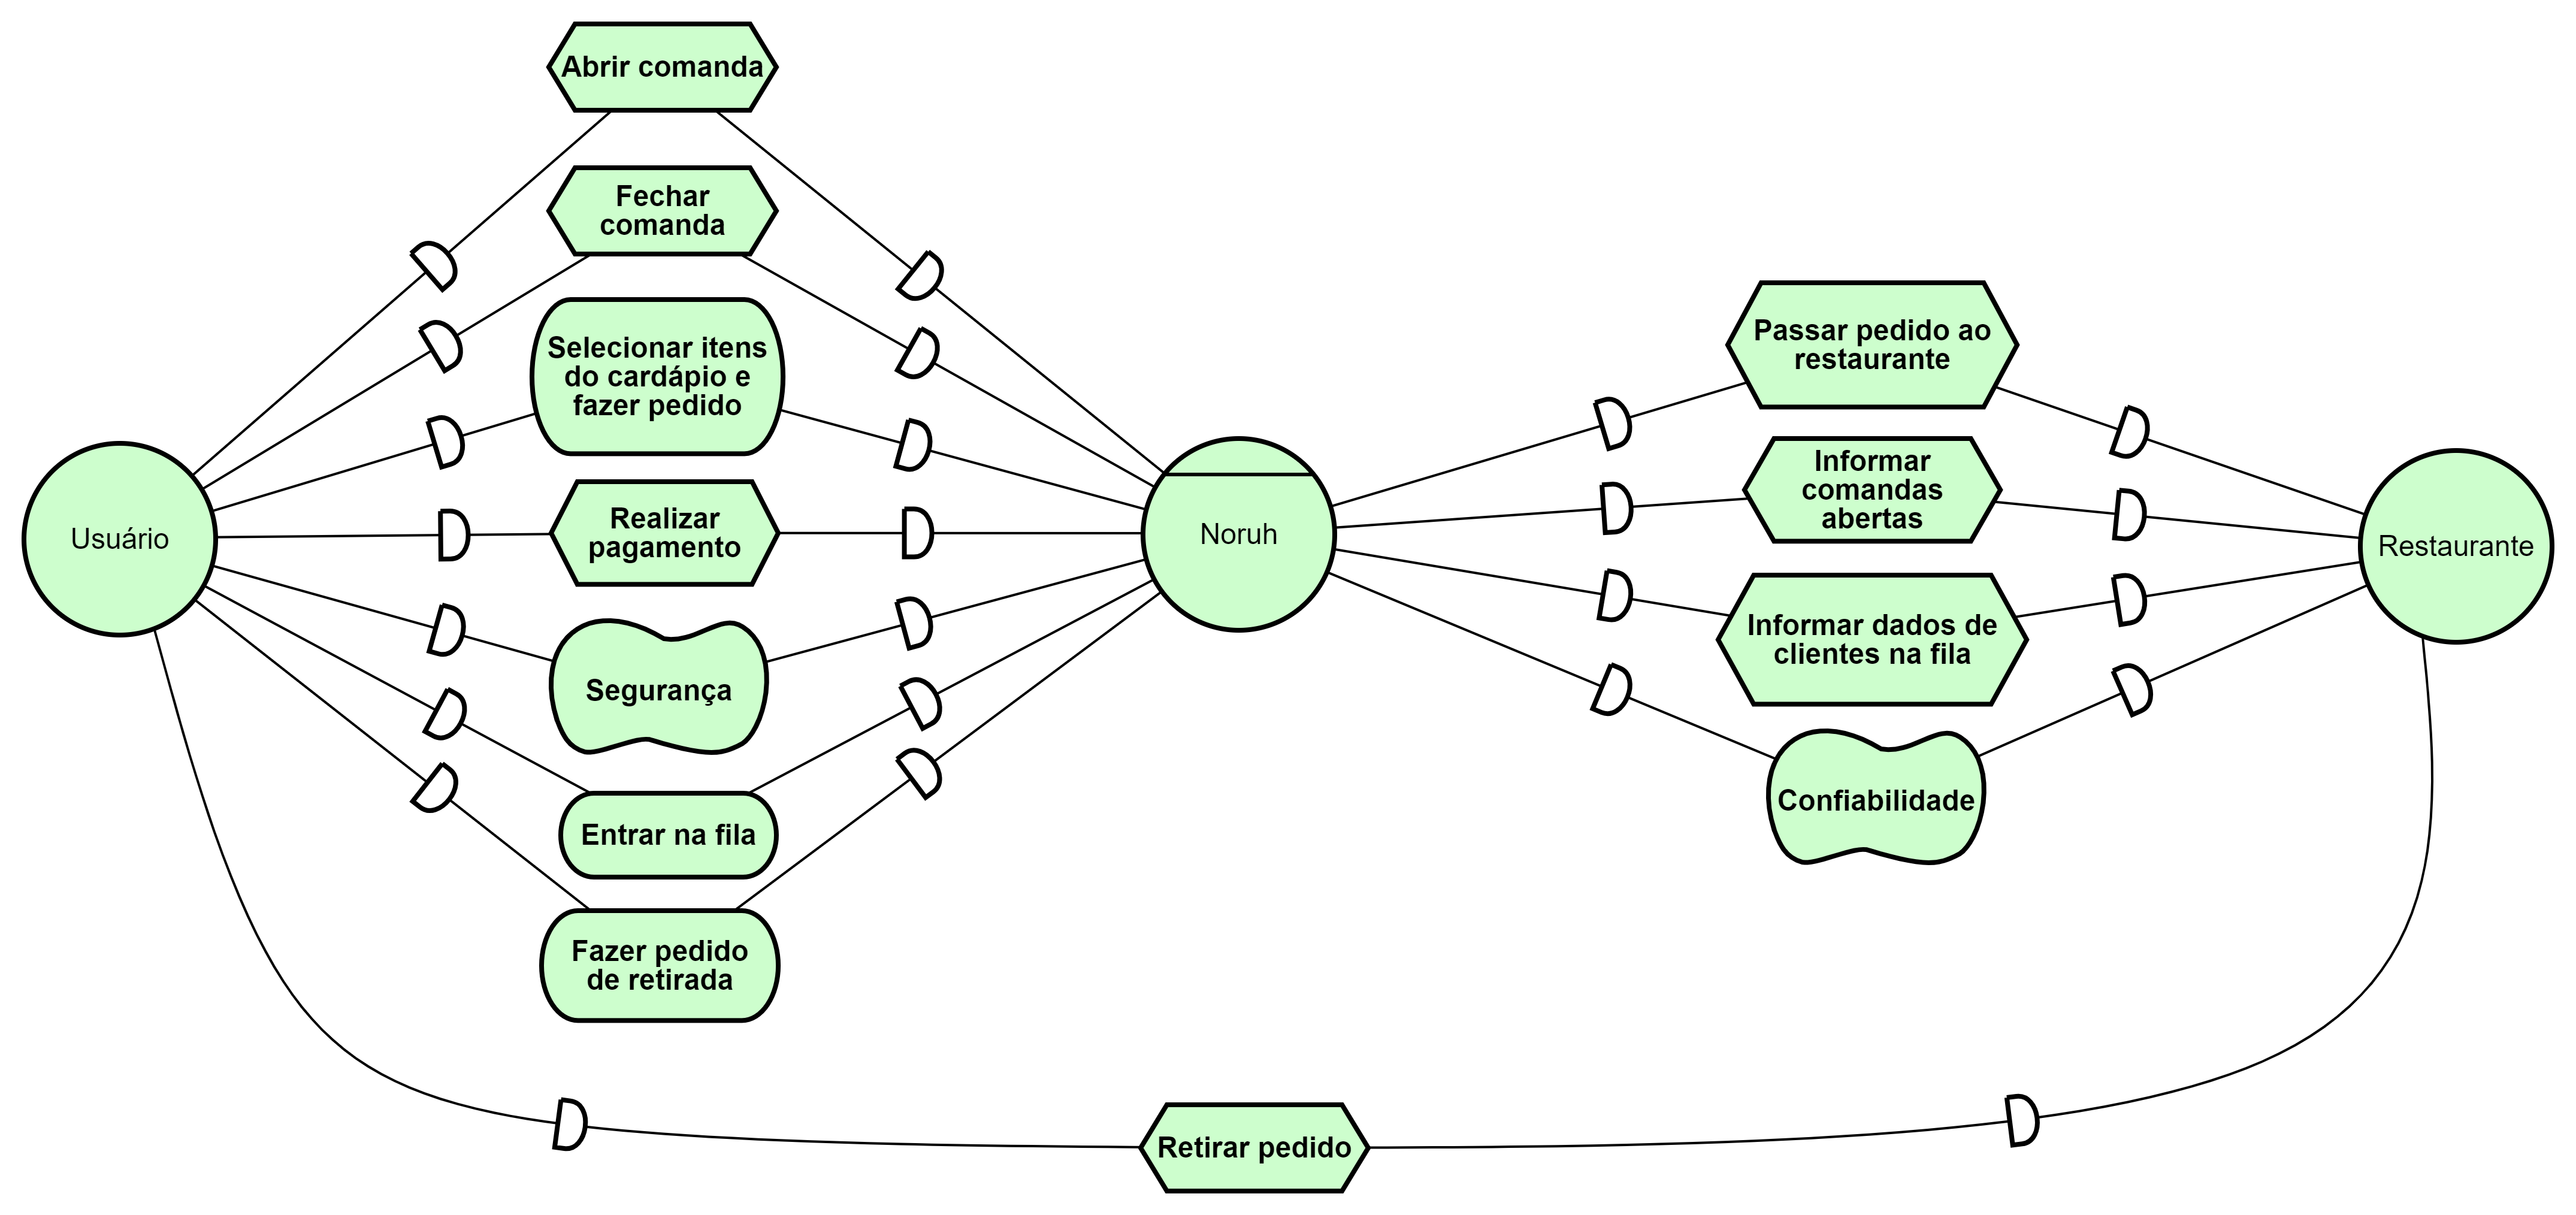 Abrir comanda
Fechar
comanda
Selecionar itens
do cardápio e
fazer pedido
Realizar
pagamento
Segurança
Entrar na fila
Fazer pedido
de retirada
Usuário
Noruh
Passar pedido ao
restaurante
Informar
comandas
abertas
Informar dados de
clientes na fila
Confiabilidade
Restaurante
Retirar pedido